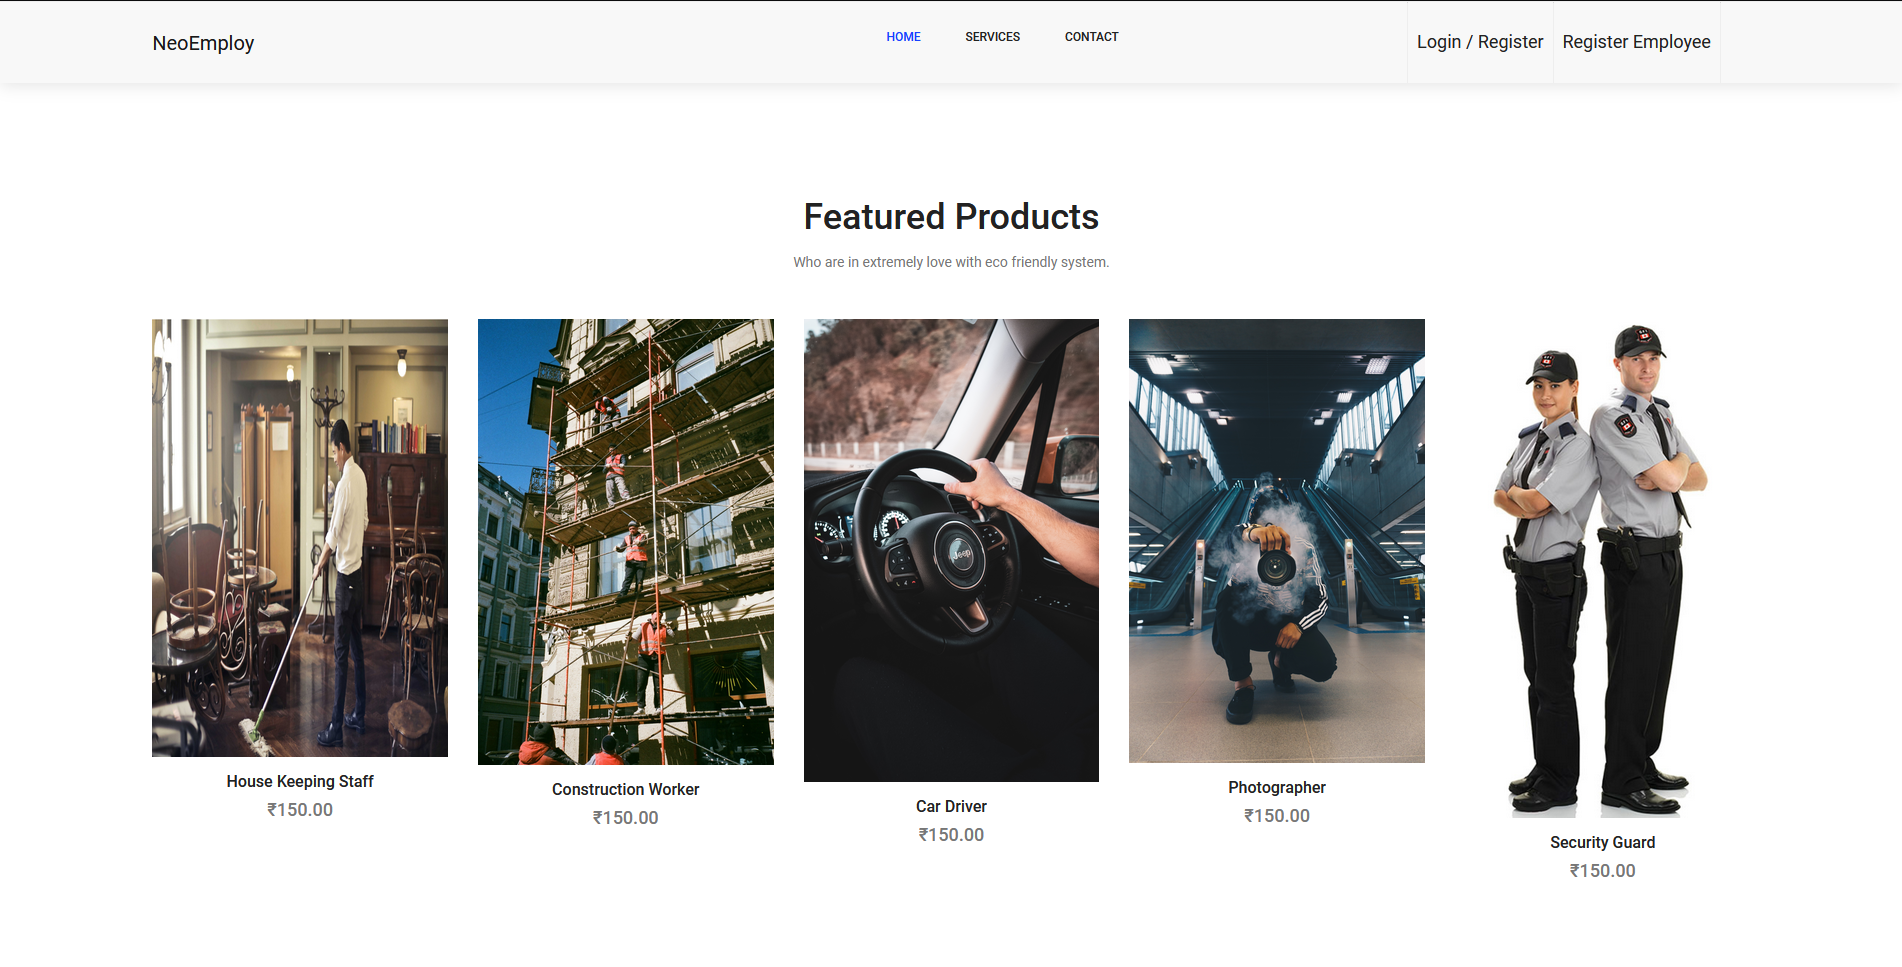 NeoEmploy
HOME
SERVICES
CONTACT
Login / Register
Register Employee
Featured Products
Who are in extremely love with eco friendly system.
Jeep
House Keeping Staff
₹150.00
Construction Worker
₹150.00
Car Driver
₹150.00
Photographer
₹150.00
Security Guard
₹150.00